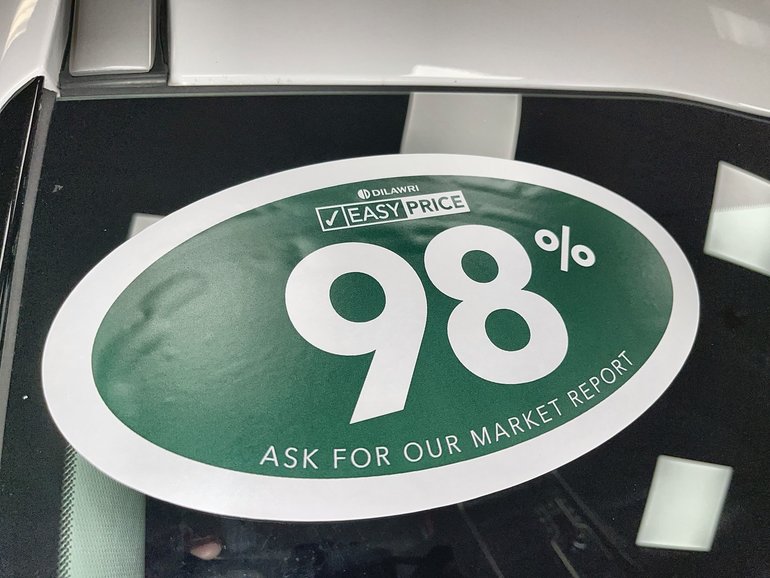 DILAWRI
EASY PRICE
98%
ASK FOR OUR MARKET REPORT